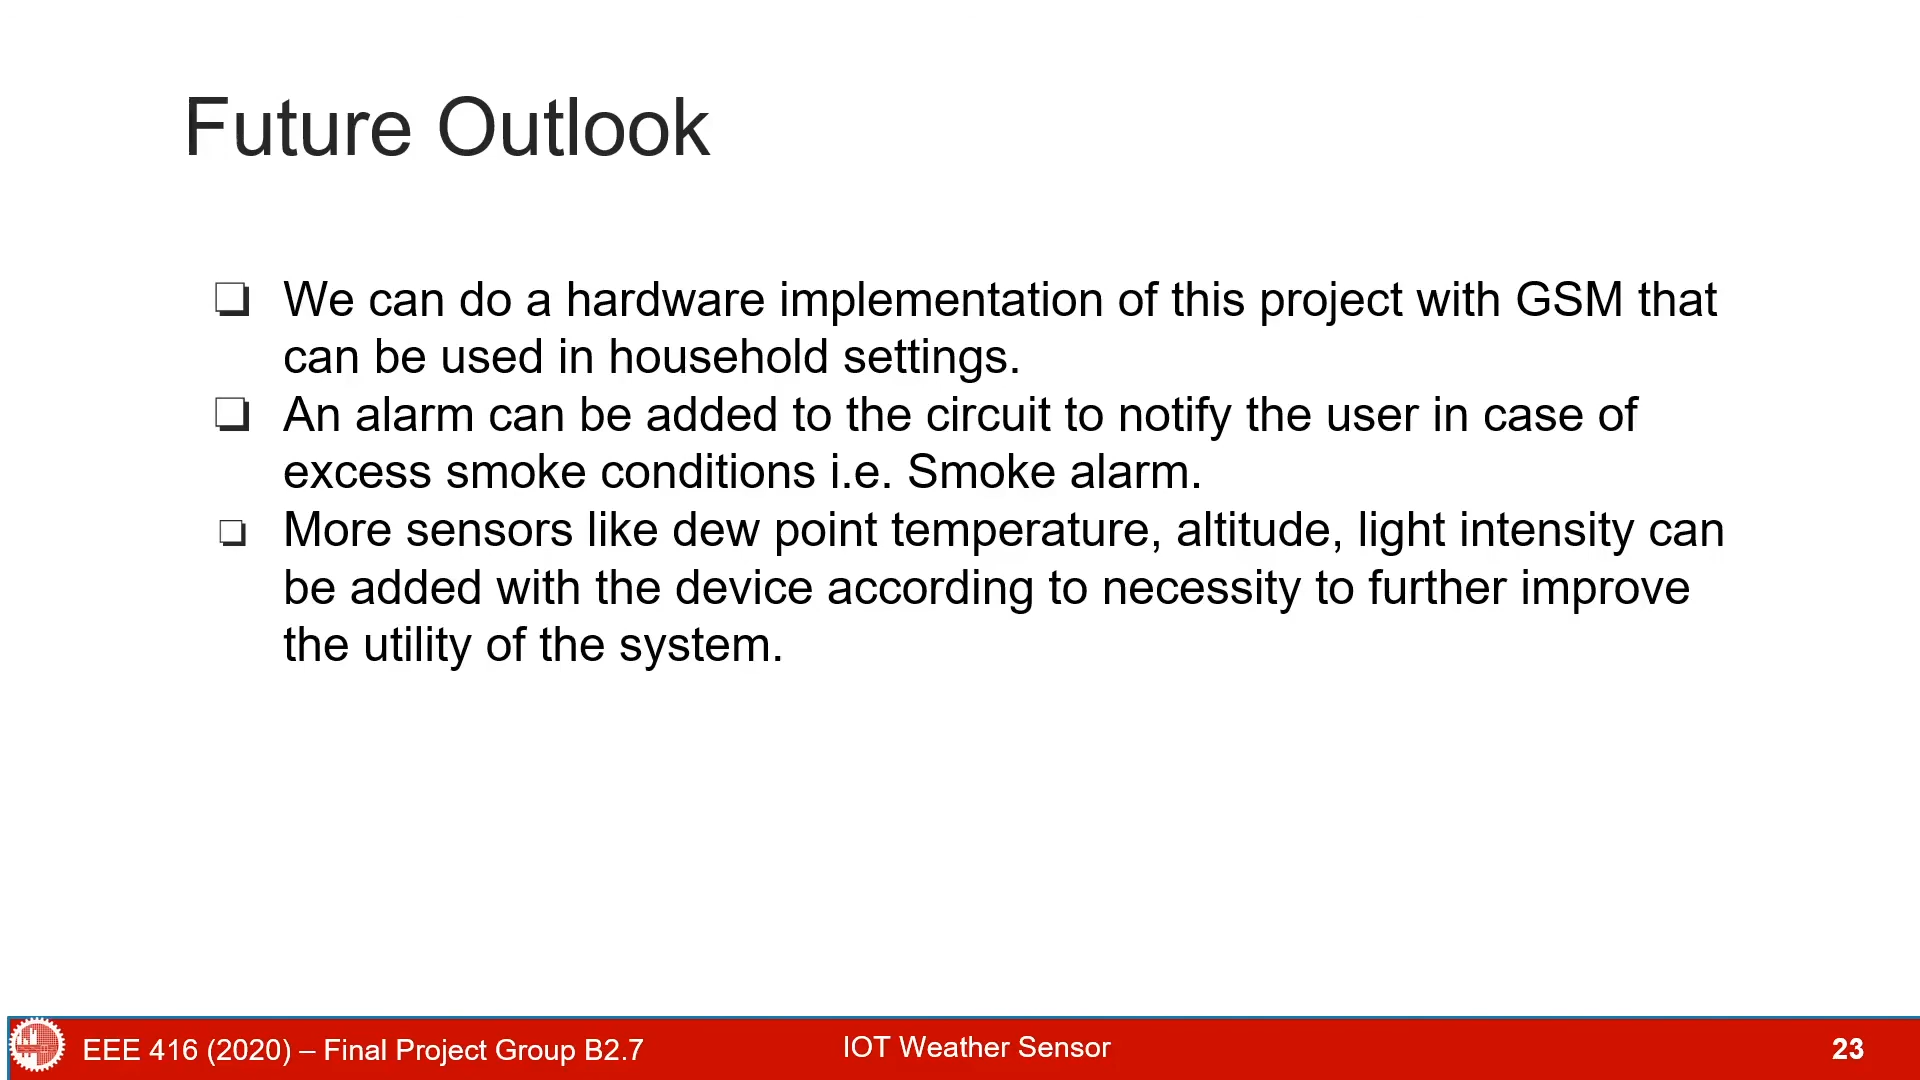 Future Outlook
❏ We can do a hardware implementation of this project with GSM that
can be used in household settings.
❏ An alarm can be added to the circuit to notify the user in case of
excess smoke conditions i.e. Smoke alarm.
❏ More sensors like dew point temperature, altitude, light intensity can
be added with the device according to necessity to further improve
the utility of the system.
EEE 416 (2020) – Final Project Group B2.7
IOT Weather Sensor
23